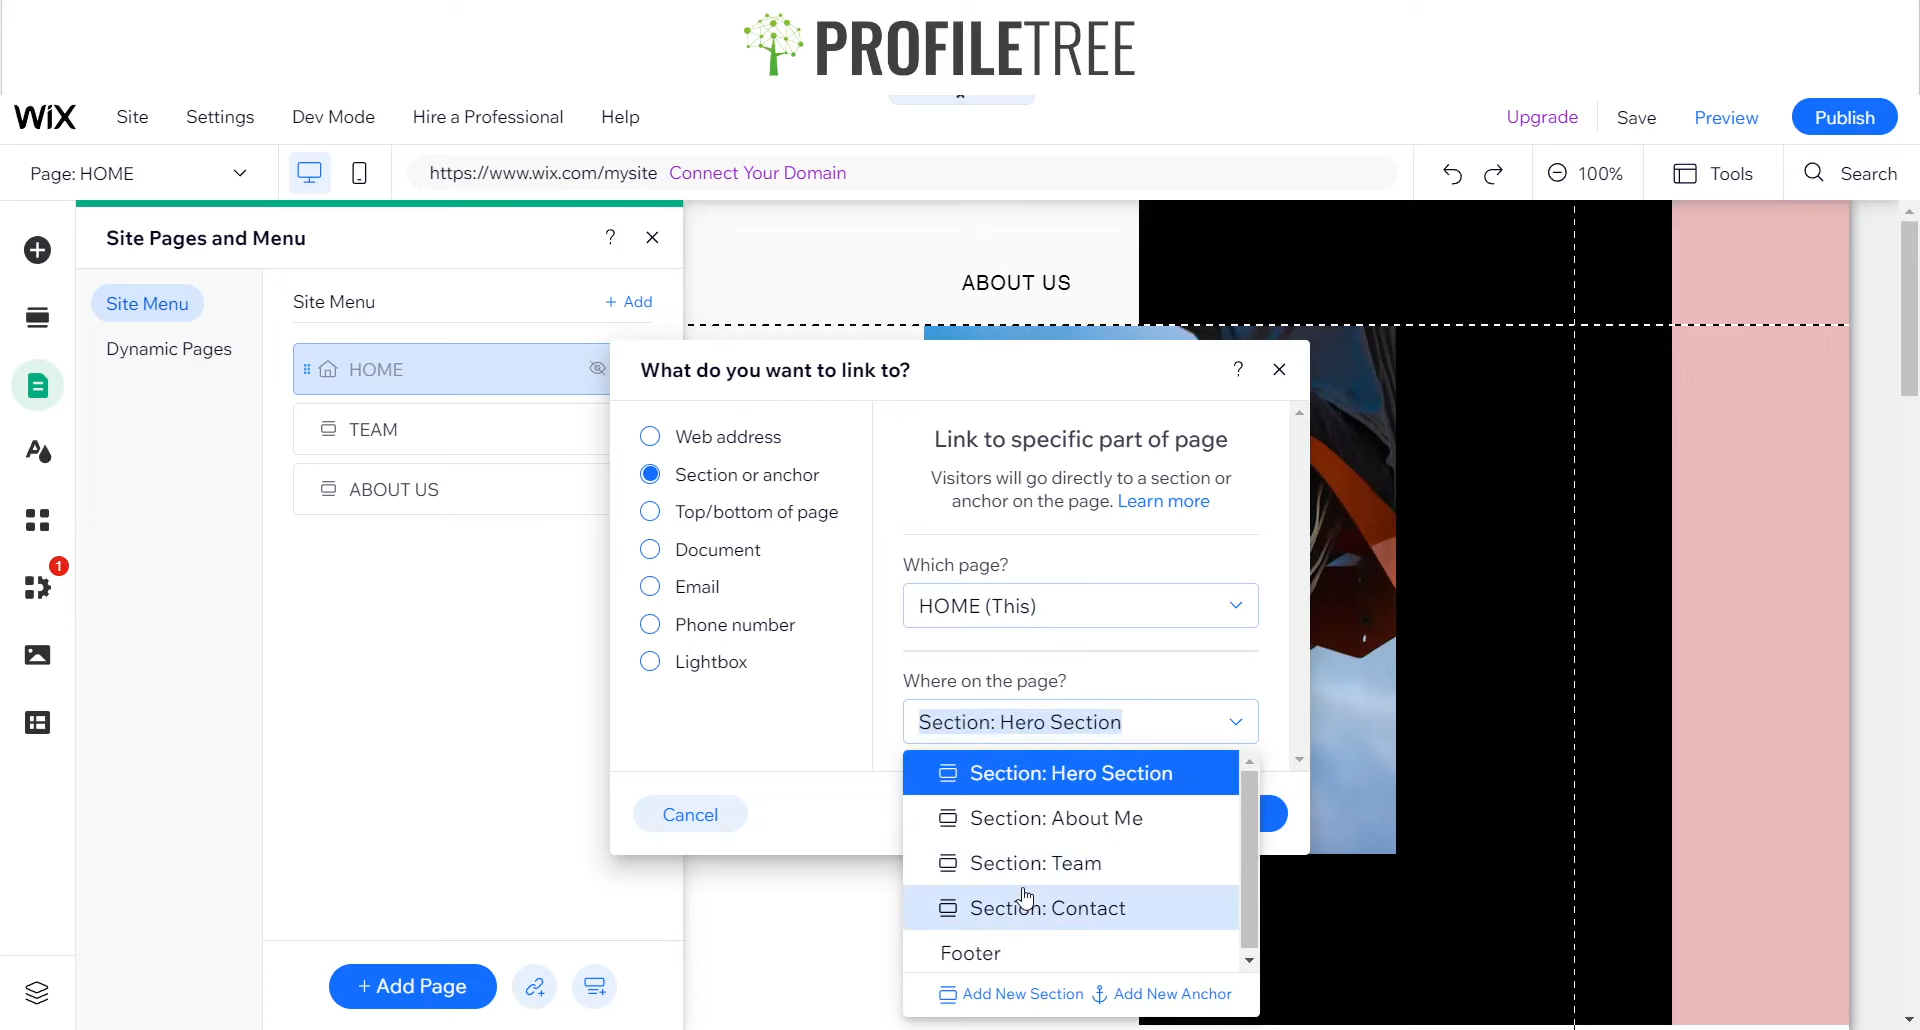 PROFILETREE
WiX Site Settings Dev Mode Hire a Professional Help Upgrade Save Preview Publish
Page: HOME https://www.wix.com/mysite Connect Your Domain 100% Tools Search
Site Pages and Menu ?
Site Menu
Dynamic Pages
Site Menu + Add
HOME
TEAM
ABOUT US
+ Add Page
1
ABOUT US
What do you want to link to? ?
Web address
Section or anchor
Top/bottom of page
Document
Email
Phone number
Lightbox
Link to specific part of page
Visitors will go directly to a section or
anchor on the page. Learn more
Which page?
HOME (This)
Where on the page?
Section: Hero Section
Section: Hero Section
Section: About Me
Section: Team
Section: Contact
Footer
Add New Section Add New Anchor
Cancel